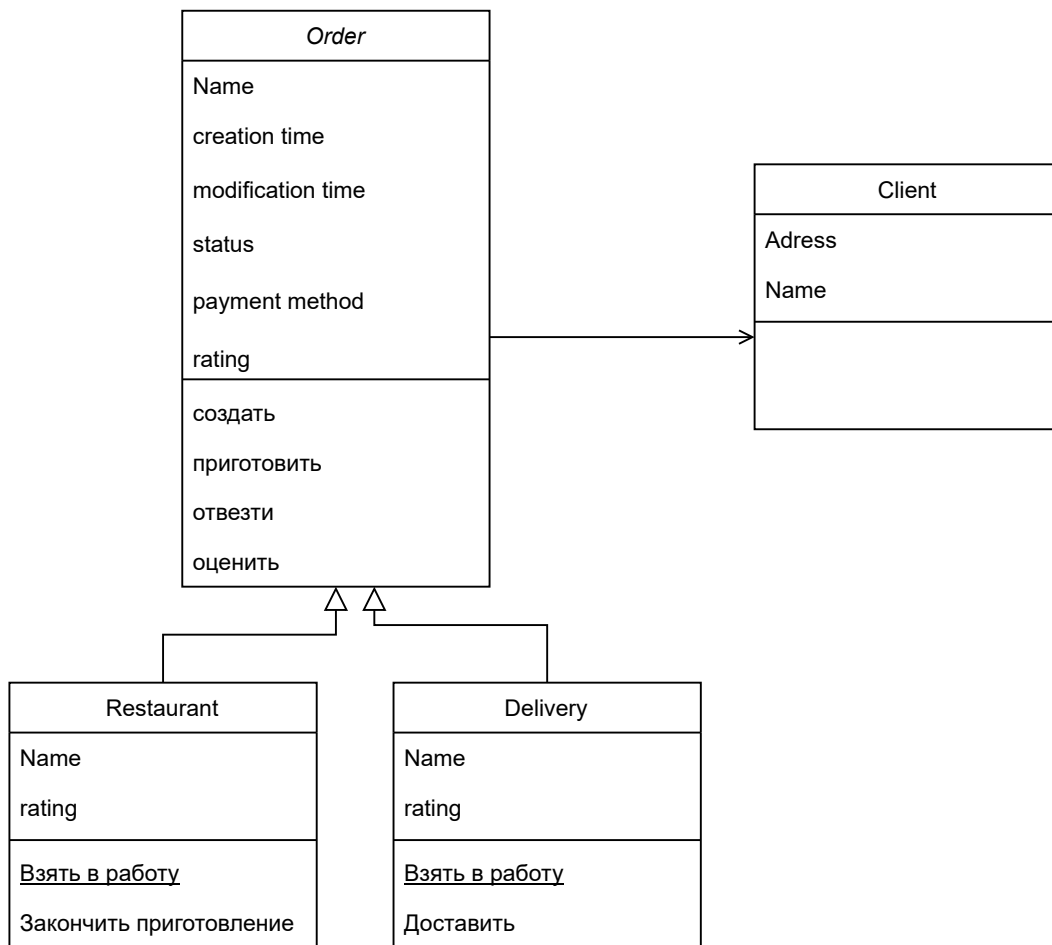 Order
Name
creation time
modification time
status
payment method
rating
создать
приготовить
отвезти
оценить
Client
Adress
Name
Restaurant
Name
rating
Взять в работу
Закончить приготовление
Delivery
Name
rating
Взять в работу
Доставить